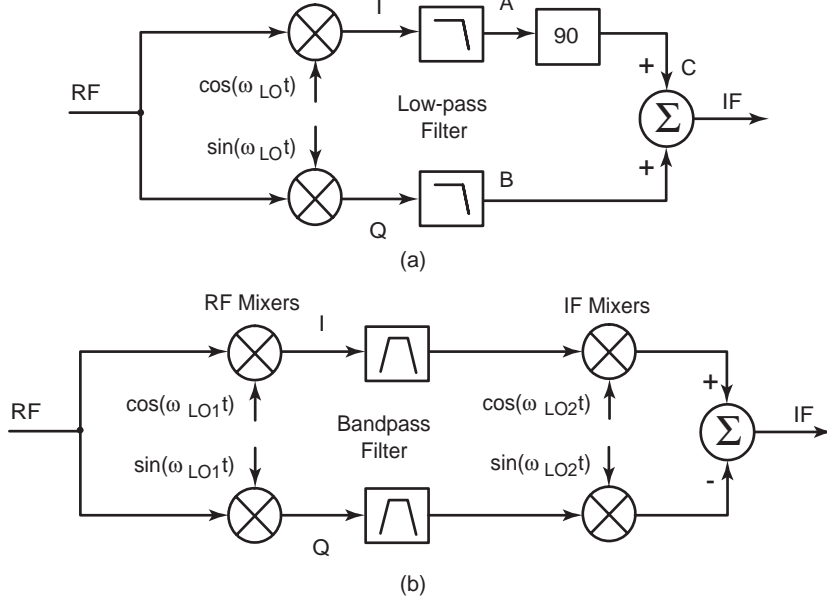 I
A
90
+
C
cos(ω LOt)
RF
Low-pass
Filter
Σ
IF
sin(ω LOt)
+
B
Q
(a)
RF Mixers
IF Mixers
I
+
cos(ω LO1t)
cos(ω LO2t)
RF
Bandpass
Filter
Σ
IF
sin(ω LO1t)
sin(ω LO2t)
-
Q
(b)